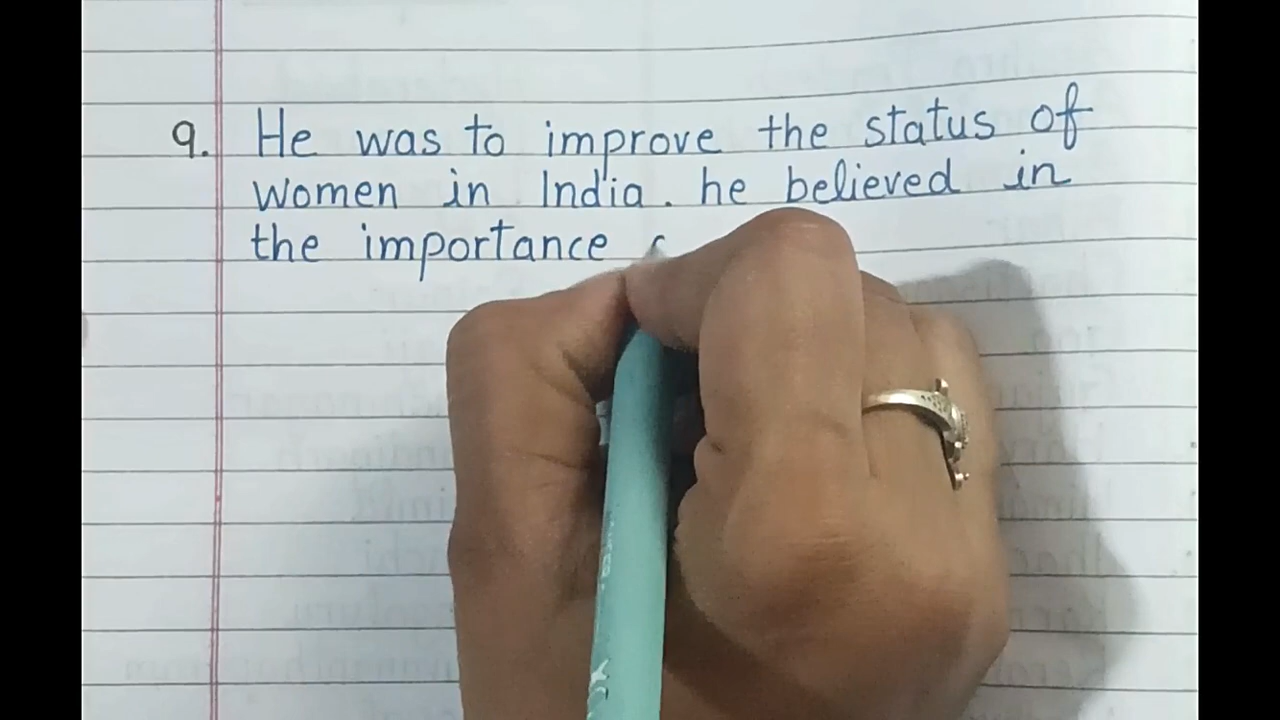 9. He was to improve the status of
women in India. he believed in
the importance